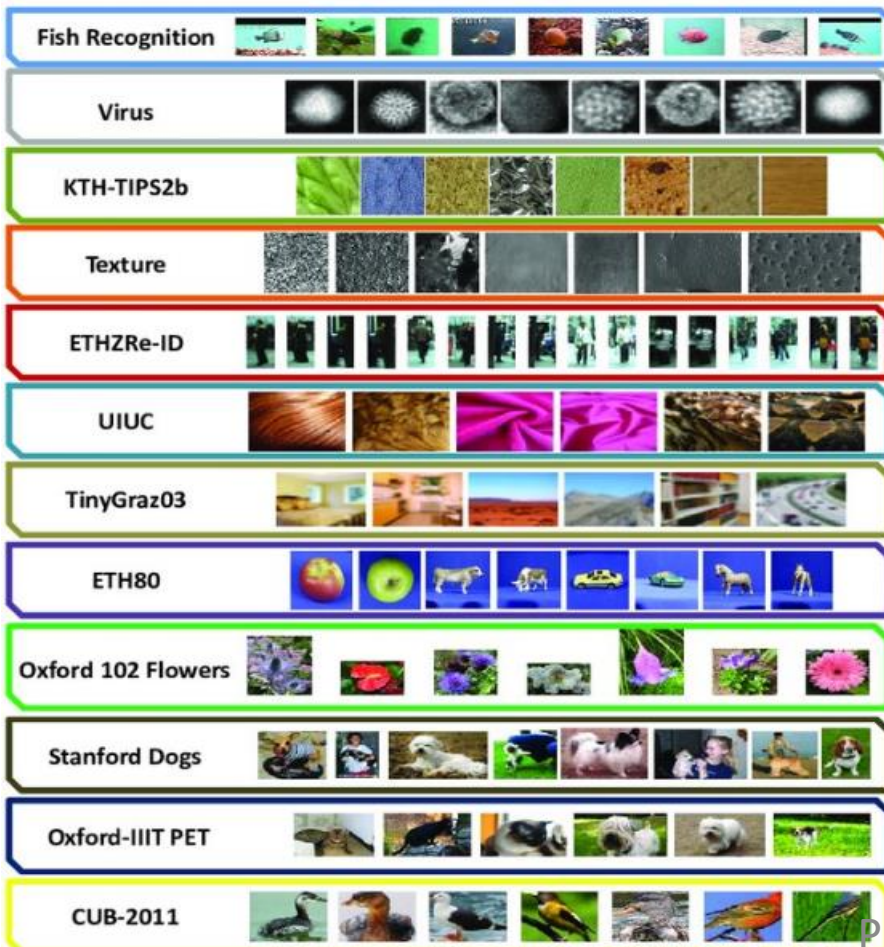 Fish Recognition
Virus
KTH-TIPS2b
Texture
ETHZRe-ID
UIUC
TinyGraz03
ETH80
Oxford 102 Flowers
Stanford Dogs
Oxford-IIIT PET
CUB-2011
P